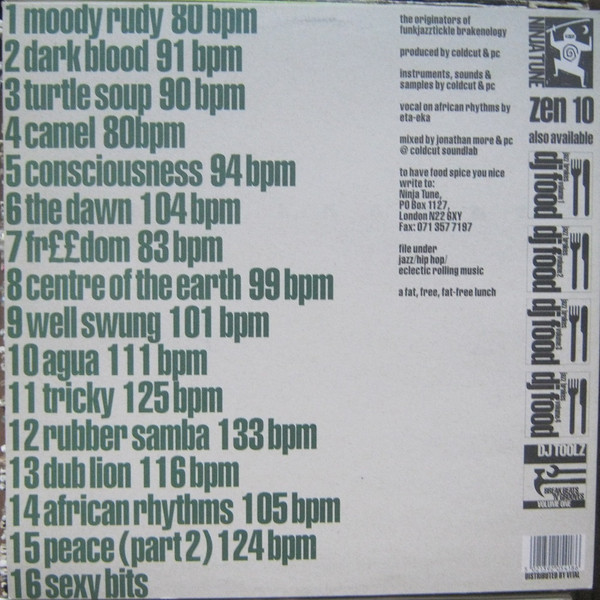 1 moody rudy 80 bpm
2 dark blood 91 bpm
3 turtle soup 90 bpm
4 camel 80bpm
5 consciousness 94 bpm
6 the dawn 104 bpm
7 fr££dom 83 bpm
8 centre of the earth 99 bpm
9 well swung 101 bpm
10 agua 111 bpm
11 tricky 125 bpm
12 rubber samba 133 bpm
13 dub lion 116 bpm
14 african rhythms 105 bpm
15 peace (part 2) 124 bpm
16 sexy bits
the originators of
funkjazztickle brakenology
produced by coldcut & pc
instruments, sounds &
samples by coldcut & pc
vocal on african rhythms by
eta-eka
mixed by jonathan more & pc
@ coldcut soundlab
to have food spice you nice
write to:
Ninja Tune,
PO Box 1127,
London N22 6XY
Fax: 071 357 7197
file under
jazz/hip hop/
eclectic rolling music
a fat, free, fat-free lunch
NINJA TUNE
zen 10
also available
dj food
dj food
dj food
dj food
DJ TOOLZ
BREAK BEATS
'N' GROOVES
VOLUME ONE
DISTRIBUTED BY VITAL